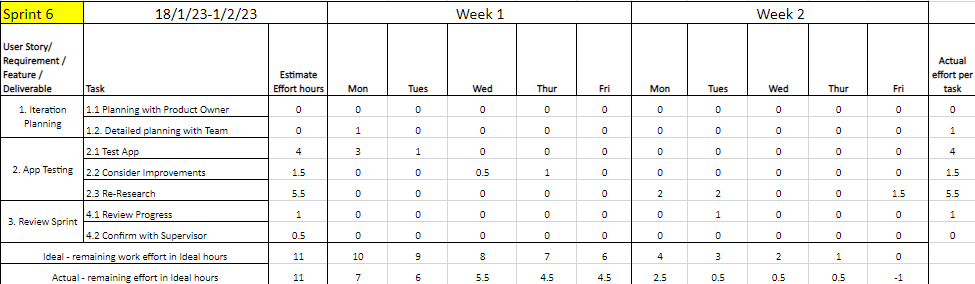 Sprint 6 18/1/23-1/2/23 Week 1 Week 2
User Story/
Requirement /
Feature /
Deliverable Task Estimate
Effort hours Mon Tues Wed Thur Fri Mon Tues Wed Thur Fri Actual
effort per
task
1. Iteration
Planning
1.1 Planning with Product Owner 0 0 0 0 0 0 0 0 0 0 0 0
1.2. Detailed planning with Team 0 1 0 0 0 0 0 0 0 0 0 1
2. App Testing
2.1 Test App 4 3 1 0 0 0 0 0 0 0 0 4
2.2 Consider Improvements 1.5 0 0 0.5 1 0 0 0 0 0 0 1.5
2.3 Re-Research 5.5 0 0 0 0 0 2 2 0 0 1.5 5.5
3. Review Sprint
4.1 Review Progress 1 0 0 0 0 0 0 1 0 0 0 1
4.2 Confirm with Supervisor 0.5 0 0 0 0 0 0 0 0 0 0 0
Ideal - remaining work effort in Ideal hours 11 10 9 8 7 6 4 3 2 1 0
Actual - remaining effort in Ideal hours 11 7 6 5.5 4.5 4.5 2.5 0.5 0.5 0.5 -1